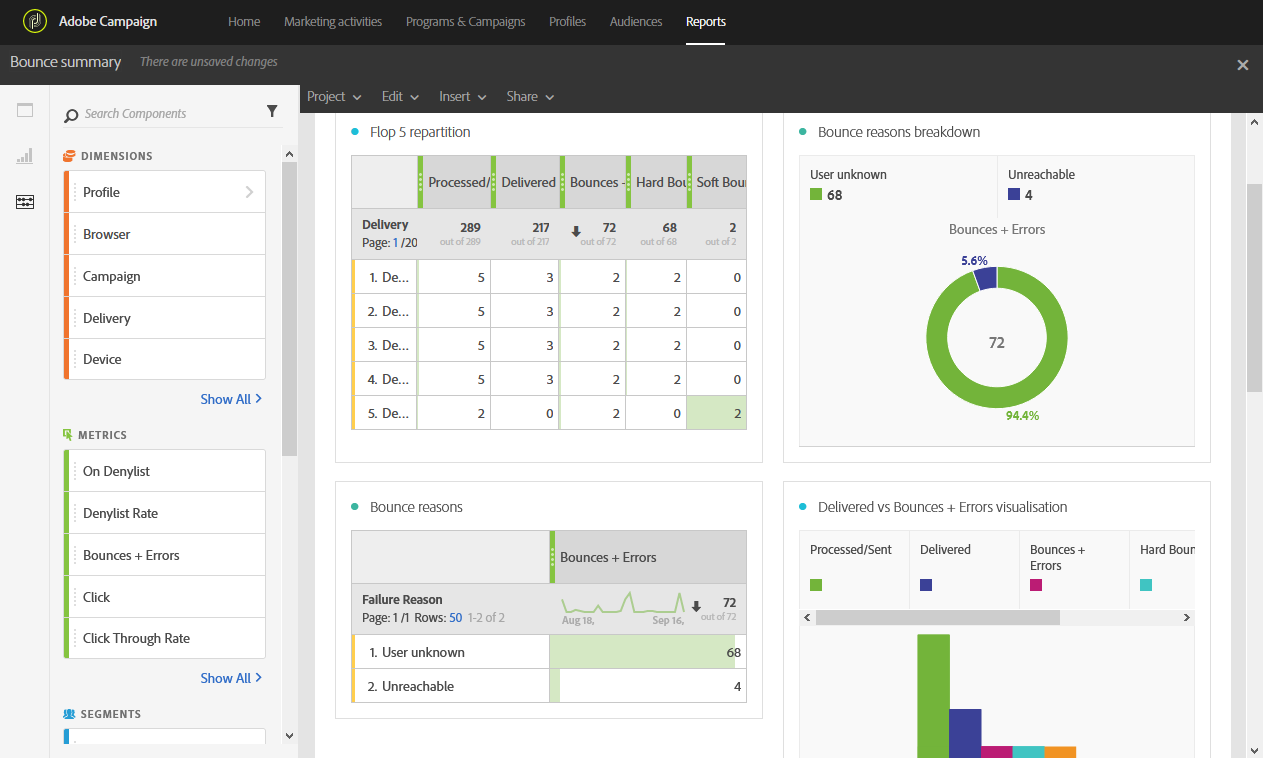 Adobe Campaign
Home Marketing activities Programs & Campaigns Profiles Audiences Reports
Bounce summary There are unsaved changes
Project Edit Insert Share
Search Components
DIMENSIONS
Profile
Browser
Campaign
Delivery
Device
Show All
METRICS
On Denylist
Denylist Rate
Bounces + Errors
Click
Click Through Rate
Show All
SEGMENTS
Flop 5 repartition
Processed/ Delivered Bounces + Hard Bou Soft Bou
Delivery 289 217 72 68 2
Page: 1 /20 out of 289 out of 217 out of 72 out of 68 out of 2
1. De... 5 3 2 2 0
2. De... 5 3 2 2 0
3. De... 5 3 2 2 0
4. De... 5 3 2 2 0
5. De... 2 0 2 0 2
Bounce reasons breakdown
User unknown Unreachable
68 4
Bounces + Errors
5.6%
72
94.4%
Bounce reasons
Bounces + Errors
Failure Reason 72
Page: 1 /1 Rows: 50 1-2 of 2 Aug 18, Sep 16, out of 72
1. User unknown 68
2. Unreachable 4
Delivered vs Bounces + Errors visualisation
Processed/Sent Delivered Bounces + Hard Boun
Errors